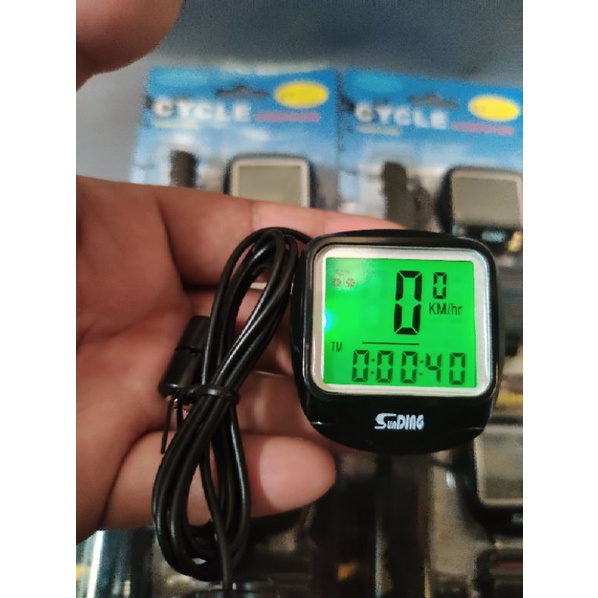 CYCLE
CYCLE
0 0
KM/hr
TM
0:00:40
SunDING